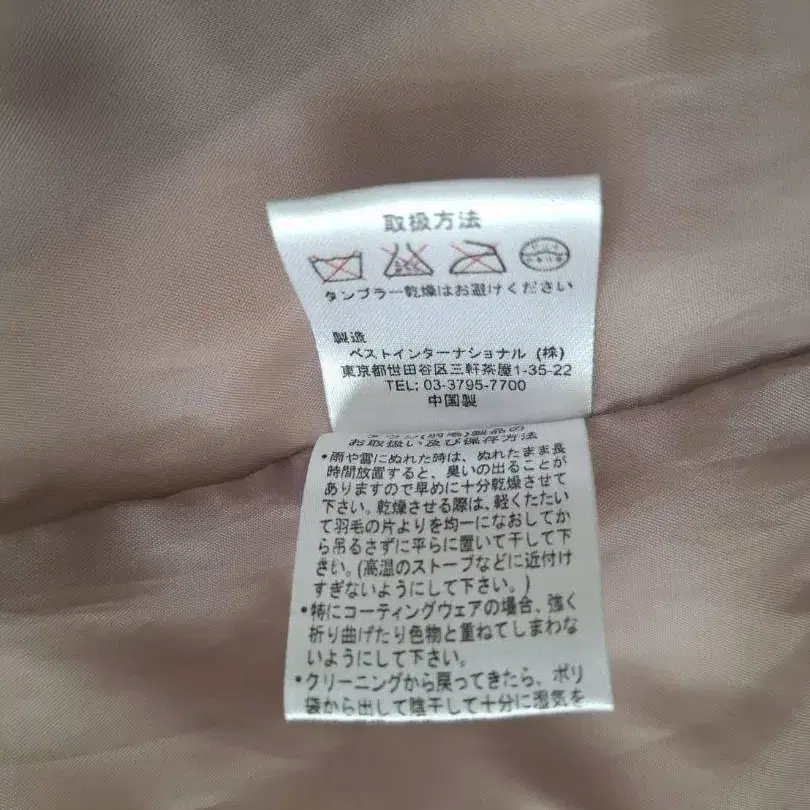 取扱方法
タンブラー乾燥はお避けください
製造
ベストインターナショナル (株)
東京都世田谷区三軒茶屋1-35-22
TEL: 03-3795-7700
中国製
ダウン(羽毛)製品の
お取扱い及び保存方法
•雨や雪にぬれた時は、ぬれたまま長
時間放置すると、臭いの出ることが
ありますので早めに十分乾燥させて
下さい。乾燥させる際は、軽くたたい
て羽毛の片よりを均一になおしてか
ら吊るさずに平らに置いて干して下
さい。(高温のストーブなどに近付け
すぎないようにして下さい。)
•特にコーティングウェアの場合、強く
折り曲げたり色物と重ねてしまわな
いようにして下さい。
•クリーニングから戻ってきたら、ポリ
袋から出して陰干して十分に湿気を